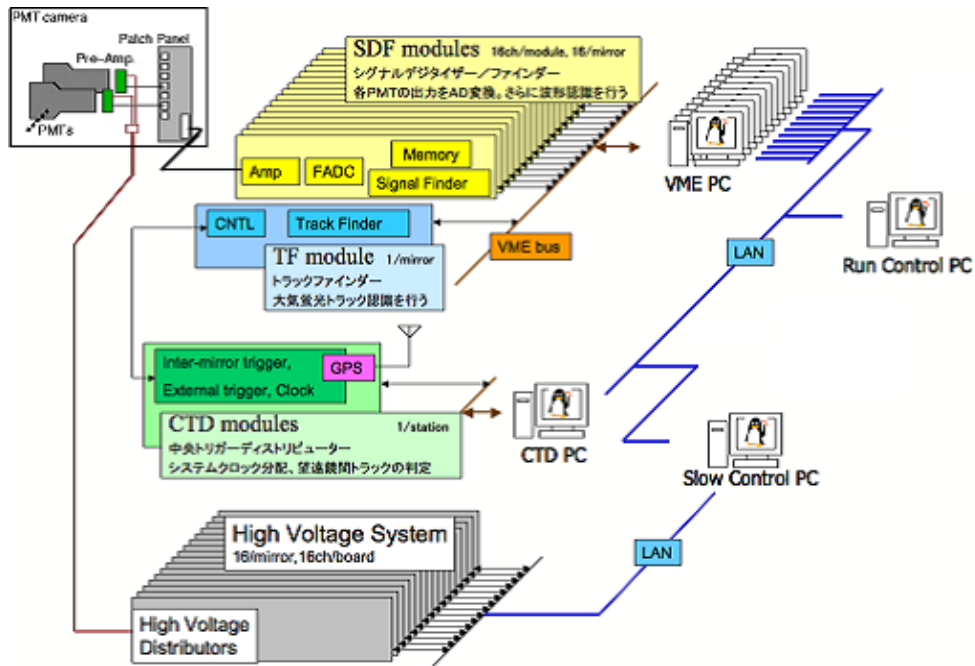 PMT camera
Patch Panel
Pre-Amp.
PMTs
SDF modules 16ch/module, 16/mirror
シグナルデジタイザー／ファインダー
各PMTの出力をAD変換。さらに波形認識を行う
Memory
Amp
FADC
Signal Finder
VME PC
CNTL
Track Finder
VME bus
TF module 1/mirror
トラックファインダー
大気蛍光トラック認識を行う
LAN
Run Control PC
Inter-mirror trigger,
GPS
External trigger, Clock
CTD modules 1/station
中央トリガーディストリビューター
システムクロック分配、望遠鏡間トラックの判定
CTD PC
Slow Control PC
High Voltage System
16/mirror, 16ch/board
LAN
High Voltage
Distributors